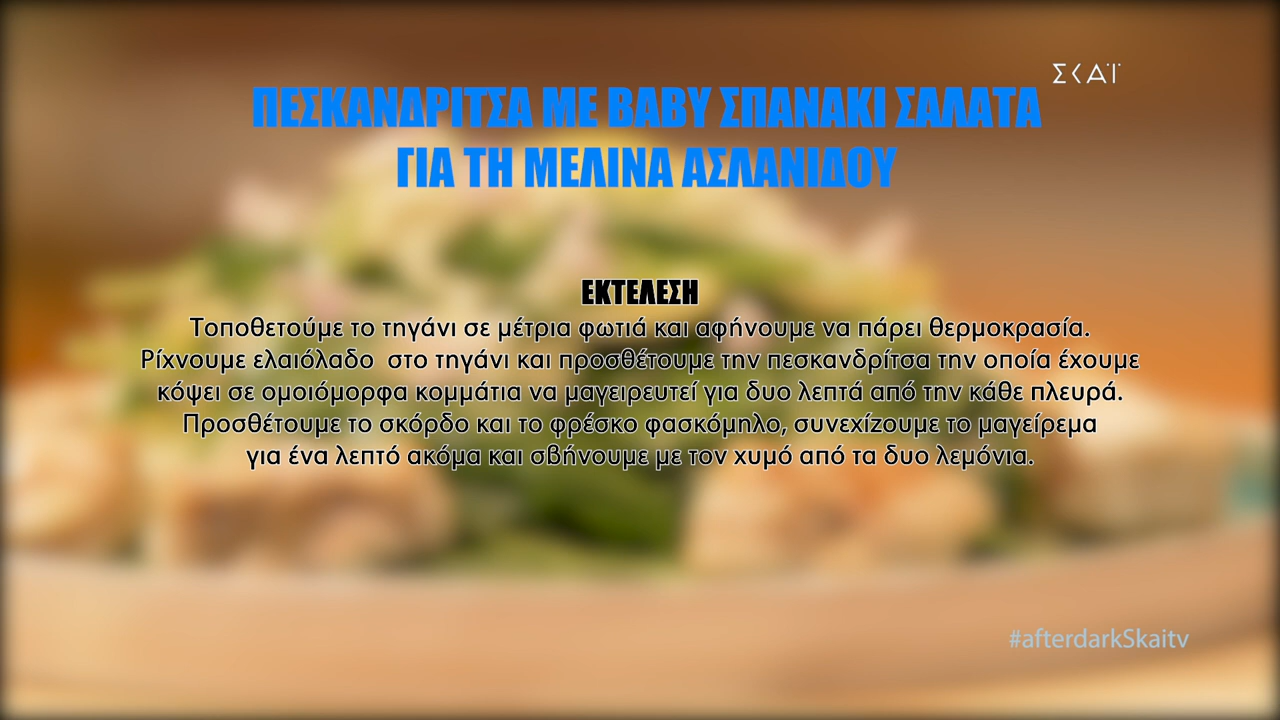 ΣΚΑΪ
ΠΕΣΚΑΝΔΡΙΤΣΑ ΜΕ BABY ΣΠΑΝΑΚΙ ΣΑΛΑΤΑ
ΓΙΑ ΤΗ ΜΕΛΙΝΑ ΑΣΛΑΝΙΔΟΥ
ΕΚΤΕΛΕΣΗ
Τοποθετούμε το τηγάνι σε μέτρια φωτιά και αφήνουμε να πάρει θερμοκρασία.
Ρίχνουμε ελαιόλαδο  στο τηγάνι και προσθέτουμε την πεσκανδρίτσα την οποία έχουμε
κόψει σε ομοιόμορφα κομμάτια να μαγειρευτεί για δυο λεπτά από την κάθε πλευρά.
Προσθέτουμε το σκόρδο και το φρέσκο φασκόμηλο, συνεχίζουμε το μαγείρεμα
για ένα λεπτό ακόμα και σβήνουμε με τον χυμό από τα δυο λεμόνια.
#afterdarkSkaitv